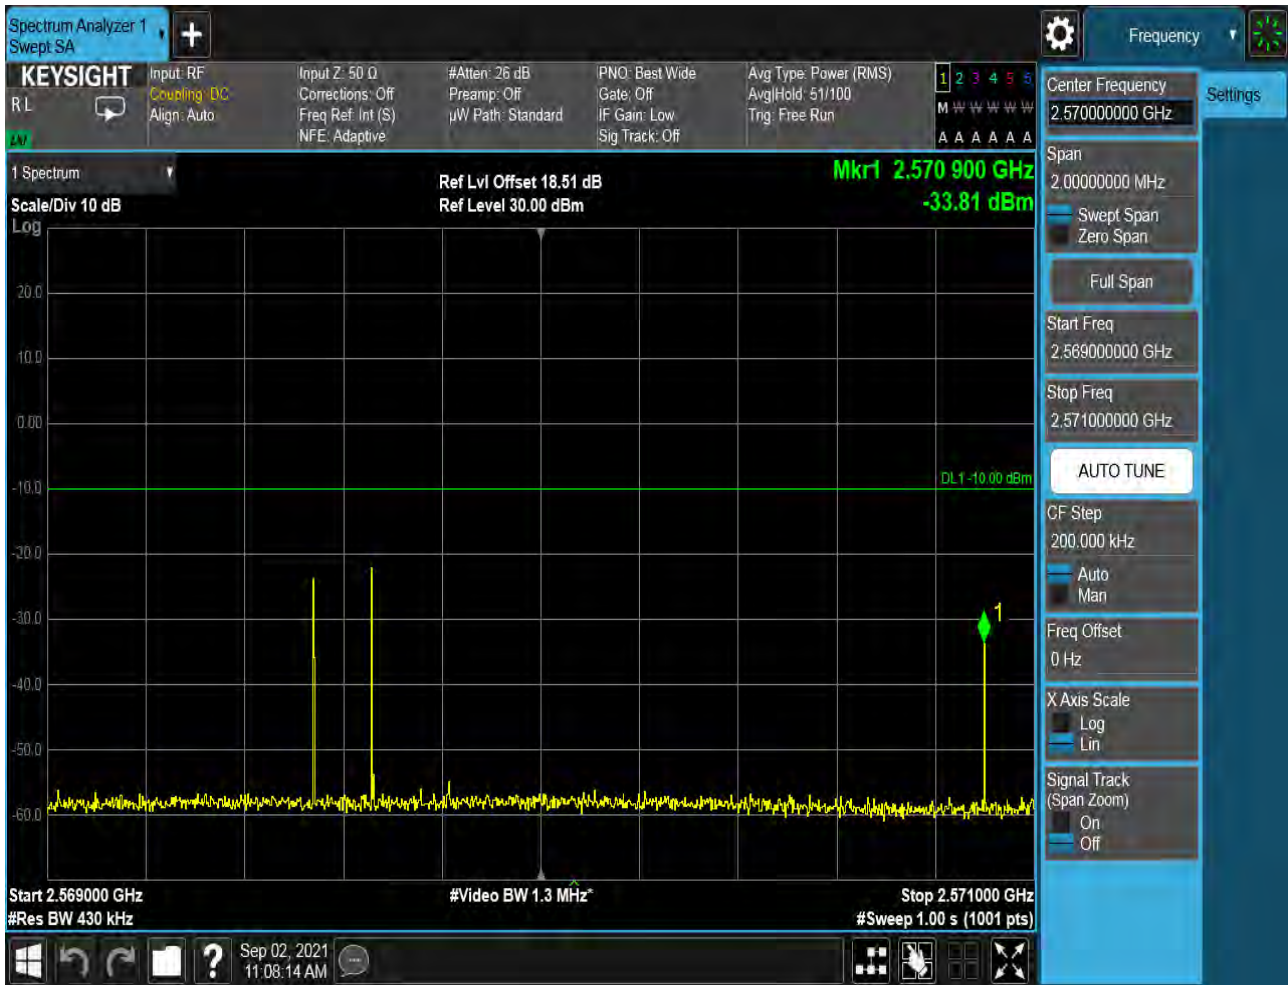 Spectrum Analyzer 1
Swept SA
Frequency
KEYSIGHT
R L
Input: RF
Coupling: DC
Align: Auto
Input Z: 50 Ω
Corrections: Off
Freq Ref: Int (S)
NFE: Adaptive
#Atten: 26 dB
Preamp: Off
µW Path: Standard
PNO: Best Wide
Gate: Off
IF Gain: Low
Sig Track: Off
Avg Type: Power (RMS)
Avg|Hold: 51/100
Trig: Free Run
1 2 3 4 5 6
M W W W W W
A A A A A A
1 Spectrum
Scale/Div 10 dB
Log
Ref Lvl Offset 18.51 dB
Ref Level 30.00 dBm
Mkr1 2.570 900 GHz
-33.81 dBm
20.0
10.0
0.00
-10.0
DL1 -10.00 dBm
-20.0
-30.0
1
-40.0
-50.0
-60.0
Start 2.569000 GHz
#Res BW 430 kHz
#Video BW 1.3 MHz*
Stop 2.571000 GHz
#Sweep 1.00 s (1001 pts)
Center Frequency
2.570000000 GHz
Settings
Span
2.00000000 MHz
Swept Span
Zero Span
Full Span
Start Freq
2.569000000 GHz
Stop Freq
2.571000000 GHz
AUTO TUNE
CF Step
200.000 kHz
Auto
Man
Freq Offset
0 Hz
X Axis Scale
Log
Lin
Signal Track
(Span Zoom)
On
Off
?
Sep 02, 2021
11:08:14 AM